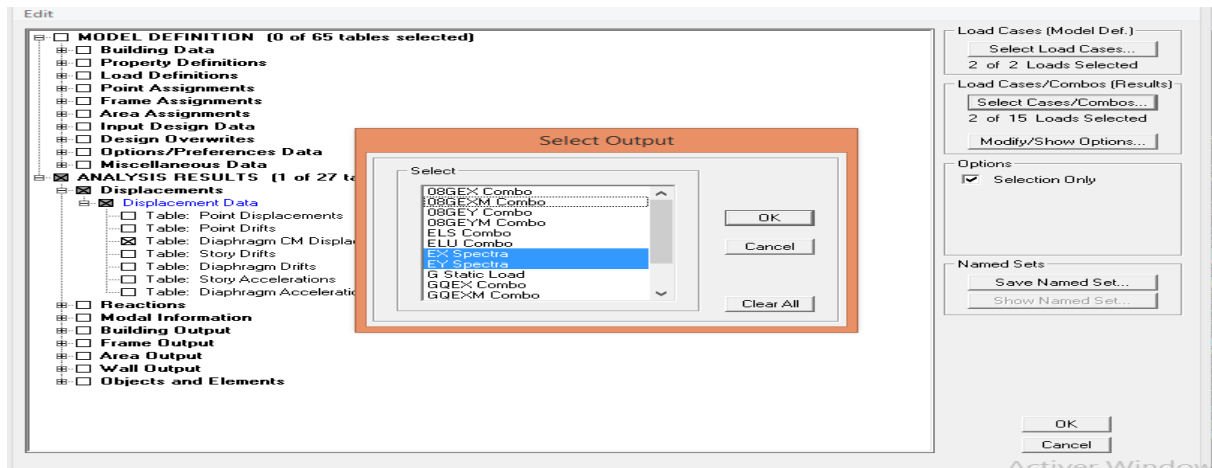 Edit
MODEL DEFINITION (0 of 65 tables selected)
Building Data
Property Definitions
Load Definitions
Point Assignments
Frame Assignments
Area Assignments
Input Design Data
Design Overwrites
Options/Preferences Data
Miscellaneous Data
ANALYSIS RESULTS (1 of 27 ta
Displacements
Displacement Data
Table: Point Displacements
Table: Point Drifts
Table: Diaphragm CM Displa
Table: Story Drifts
Table: Diaphragm Drifts
Table: Story Accelerations
Table: Diaphragm Acceleratio
Reactions
Modal Information
Building Output
Frame Output
Area Output
Wall Output
Objects and Elements
Select Output
Select
08GEX Combo
08GEXM Combo
08GEY Combo
08GEYM Combo
ELS Combo
ELU Combo
EX Spectra
EY Spectra
G Static Load
GQEX Combo
GQEXM Combo
OK
Cancel
Clear All
Load Cases (Model Def.)
Select Load Cases...
2 of 2 Loads Selected
Load Cases/Combos (Results)
Select Cases/Combos...
2 of 15 Loads Selected
Modify/Show Options...
Options
Selection Only
Named Sets
Save Named Set...
Show Named Set...
OK
Cancel
Activer Window